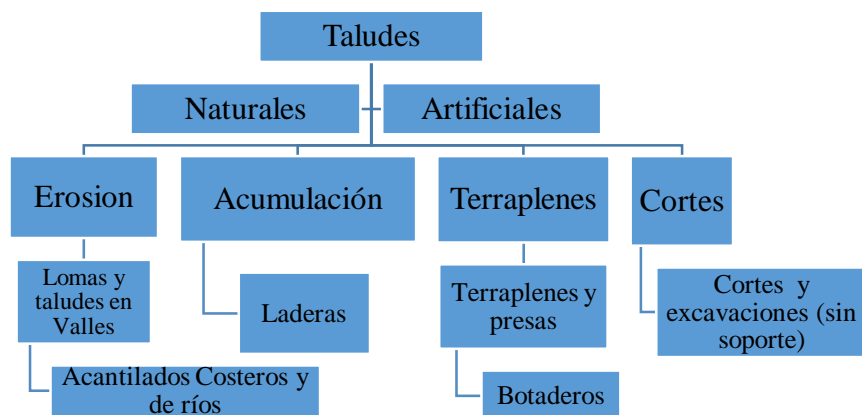 Taludes
Naturales
Artificiales
Erosion
Acumulación
Terraplenes
Cortes
Lomas y
taludes en
Valles
Laderas
Terraplenes y
presas
Cortes y
excavaciones (sin
soporte)
Acantilados Costeros y
de ríos
Botaderos